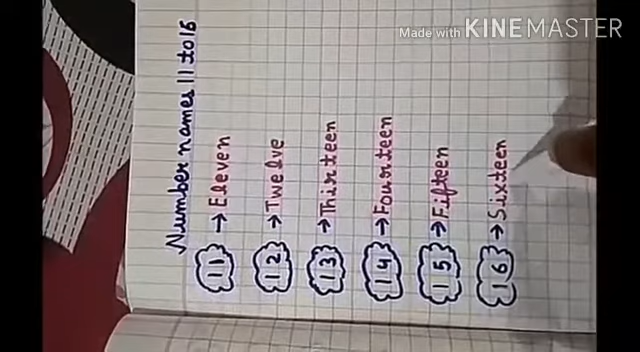 Made with KINEMASTER
Number names 11 to 16
11 → Eleven
12 → Twelve
13 → Thirteen
14 → Fourteen
15 → Fifteen
16 → Sixteen